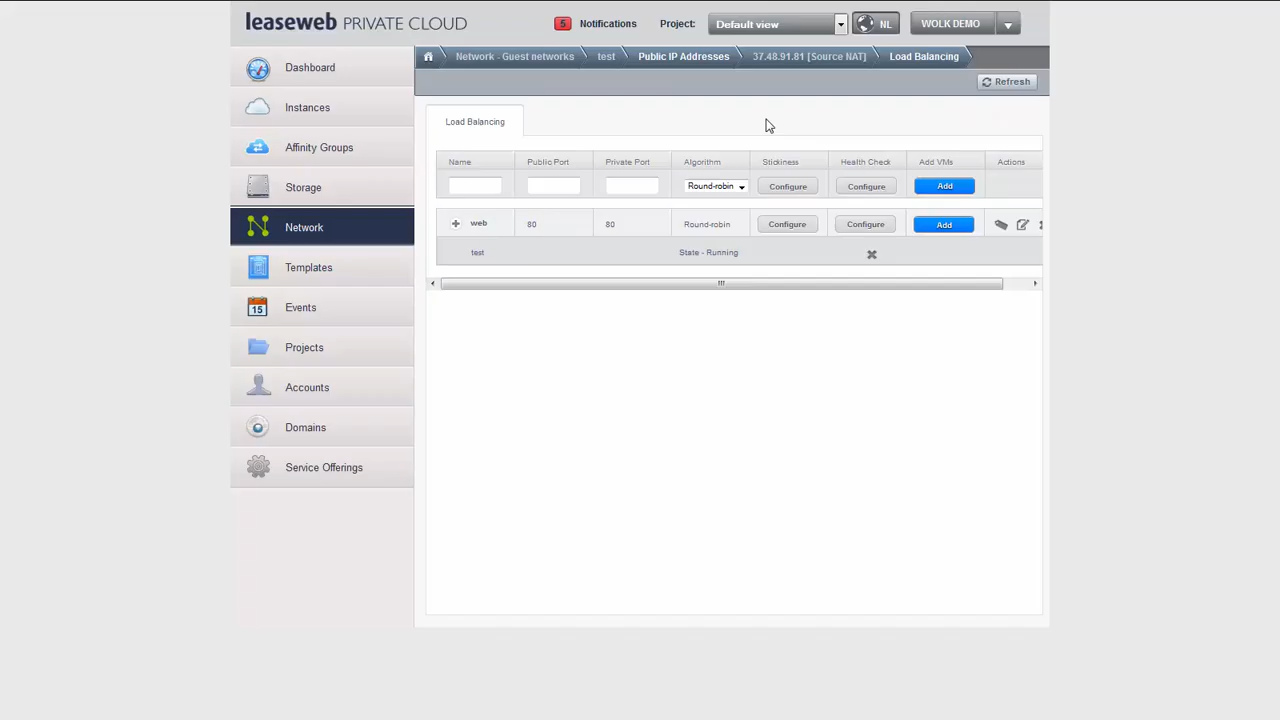 leaseweb PRIVATE CLOUD
5 Notifications Project: Default view NL WOLK DEMO
Network - Guest networks test Public IP Addresses 37.48.91.81 [Source NAT] Load Balancing
Refresh
Dashboard
Instances
Affinity Groups
Storage
Network
Templates
15 Events
Projects
Accounts
Domains
Service Offerings
Load Balancing
Name Public Port Private Port Algorithm Stickiness Health Check Add VMs Actions
Round-robin Configure Configure Add
web 80 80 Round-robin Configure Configure Add
test State - Running